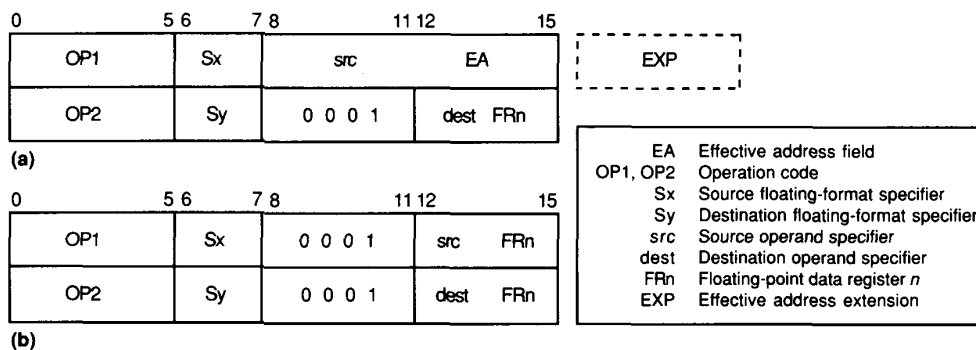 0 5 6 7 8 11 12 15
OP1 Sx src EA EXP
OP2 Sy 0 0 0 1 dest FRn
(a)
0 5 6 7 8 11 12 15
OP1 Sx 0 0 0 1 src FRn
OP2 Sy 0 0 0 1 dest FRn
(b)
EA Effective address field
OP1, OP2 Operation code
Sx Source floating-format specifier
Sy Destination floating-format specifier
src Source operand specifier
dest Destination operand specifier
FRn Floating-point data register n
EXP Effective address extension